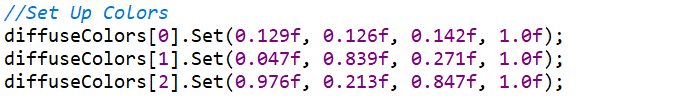 //Set Up Colors
diffuseColors[0].Set(0.129f, 0.126f, 0.142f, 1.0f);
diffuseColors[1].Set(0.047f, 0.839f, 0.271f, 1.0f);
diffuseColors[2].Set(0.976f, 0.213f, 0.847f, 1.0f);